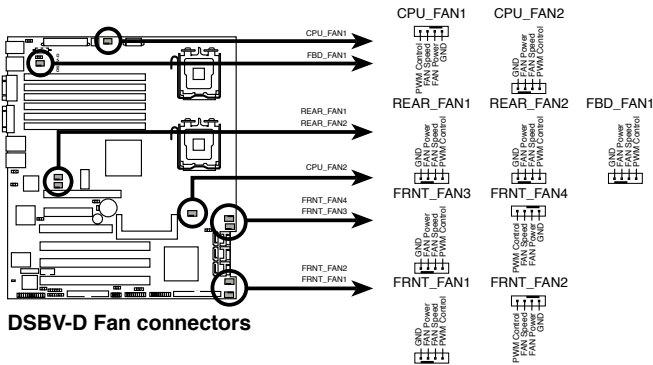 CPU_FAN1
FBD_FAN1
REAR_FAN1
REAR_FAN2
CPU_FAN2
FRNT_FAN4
FRNT_FAN3
FRNT_FAN2
FRNT_FAN1
DSBV-D
DSBV-D Fan connectors
CPU_FAN1
PWM Control
FAN Speed
FAN Power
GND
CPU_FAN2
GND
FAN Power
FAN Speed
PWM Control
REAR_FAN1
GND
FAN Power
FAN Speed
PWM Control
REAR_FAN2
GND
FAN Power
FAN Speed
PWM Control
FBD_FAN1
GND
FAN Power
FAN Speed
PWM Control
FRNT_FAN3
GND
FAN Power
FAN Speed
PWM Control
FRNT_FAN4
PWM Control
FAN Speed
FAN Power
GND
FRNT_FAN1
GND
FAN Power
FAN Speed
PWM Control
FRNT_FAN2
PWM Control
FAN Speed
FAN Power
GND